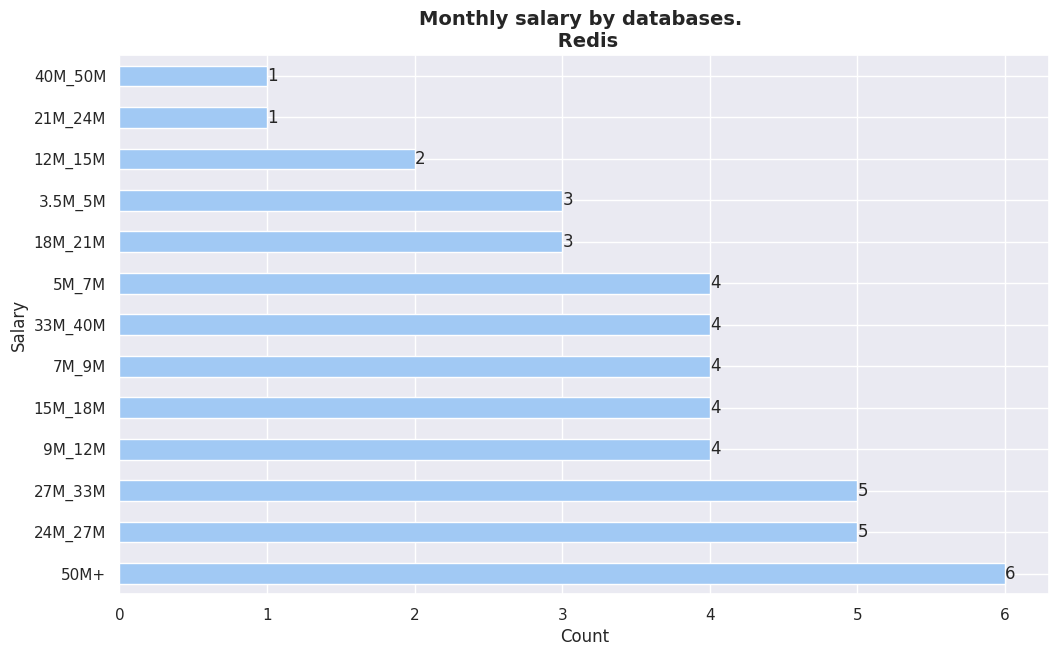 Monthly salary by databases.
Redis
40M_50M
1
21M_24M
1
12M_15M
2
3.5M_5M
3
18M_21M
3
5M_7M
4
33M_40M
4
7M_9M
4
15M_18M
4
9M_12M
4
27M_33M
5
24M_27M
5
50M+
6
Salary
0 1 2 3 4 5 6
Count